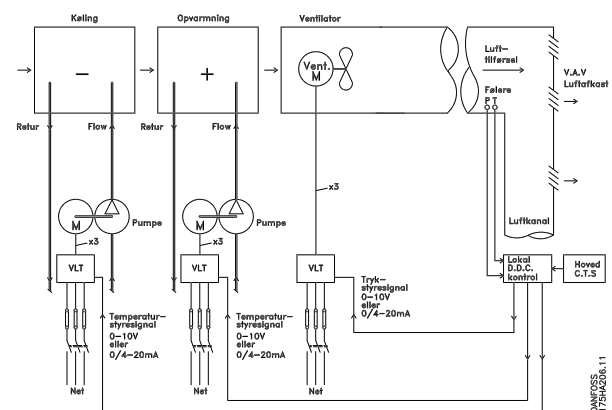 Køling
Opvarmning
Ventilator
Vent.
M
Luft-
tilførsel
V.A.V
Luftafkast
Følere
P T
Retur
Flow
Retur
Flow
x3
Luftkanal
M
Pumpe
M
Pumpe
x3
x3
VLT
VLT
VLT
Lokal
D.D.C.
kontrol
Hoved
C.T.S
Tryk-
styresignal
0-10V
eller
0/4-20mA
Temperatur-
styresignal
0-10V
eller
0/4-20mA
Temperatur-
styresignal
0-10V
eller
0/4-20mA
Net
Net
Net
DANFOSS
175HA206.11